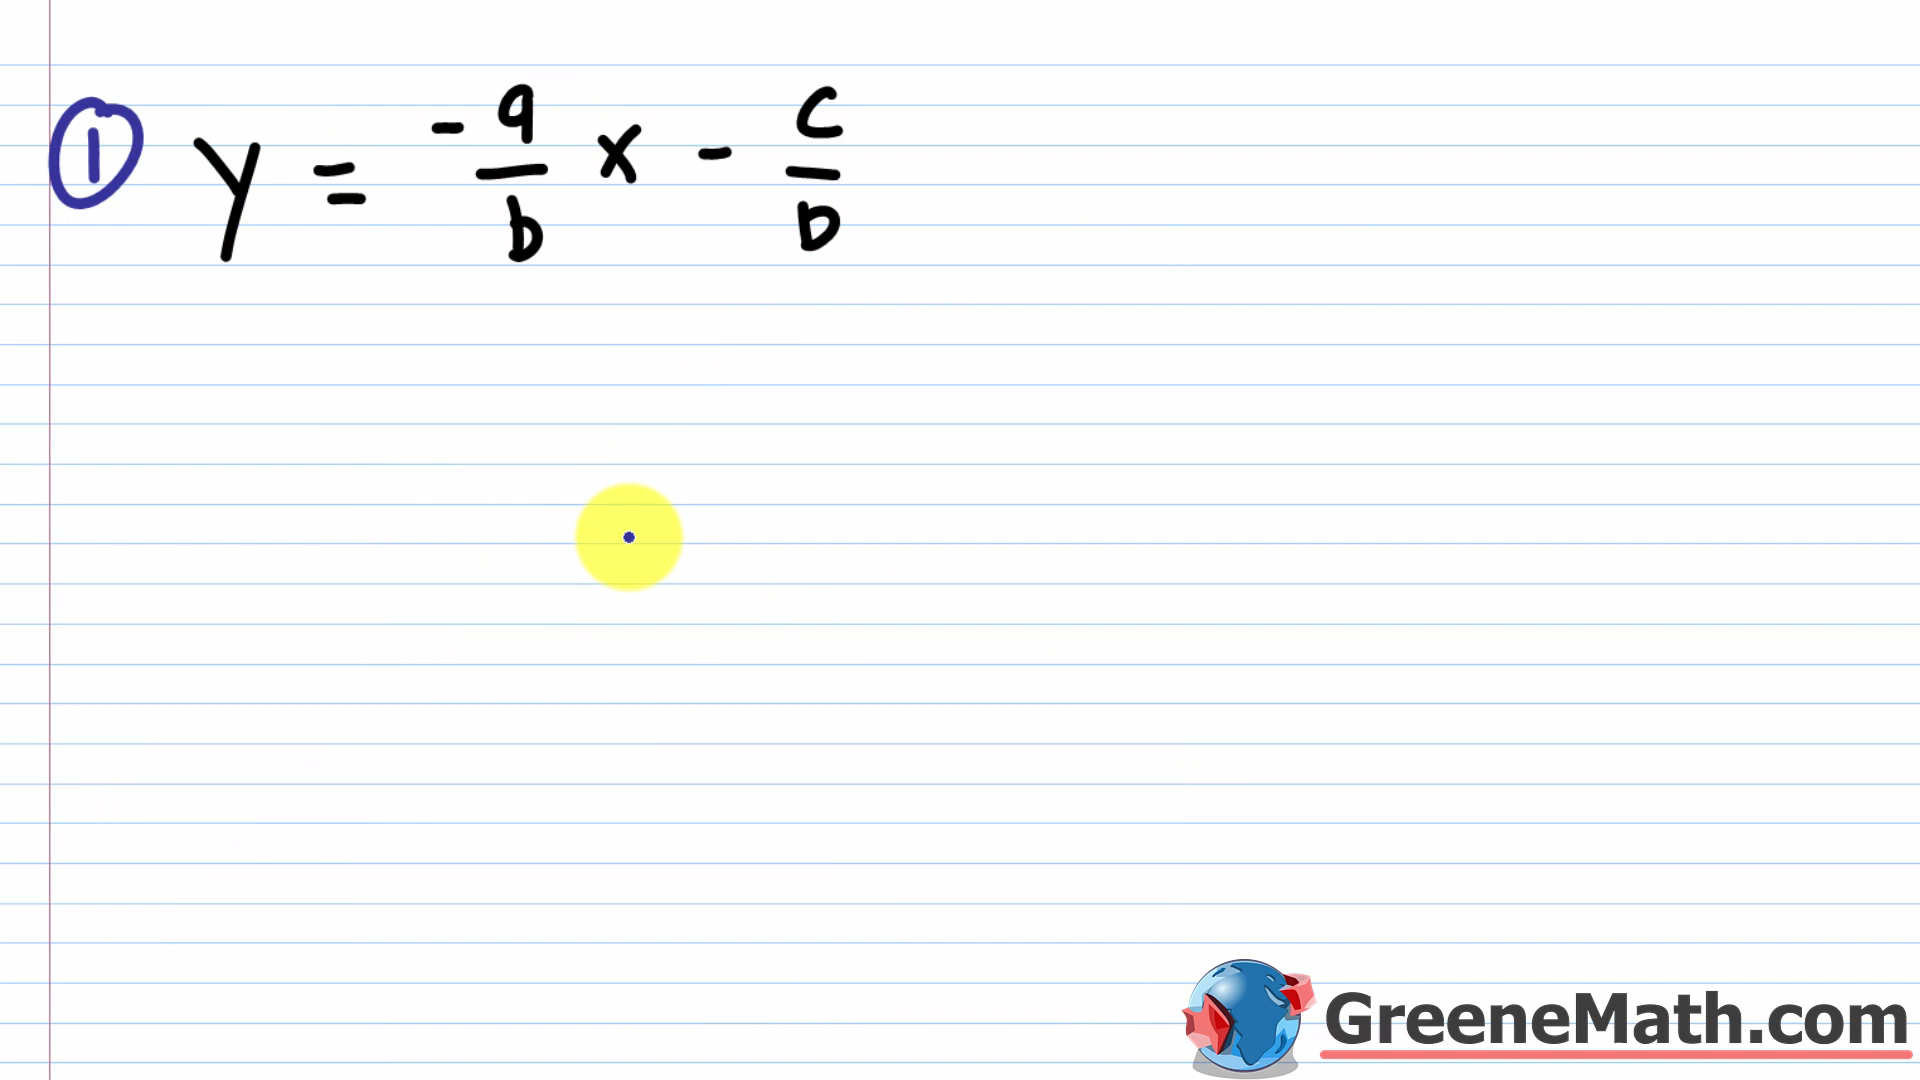 ① y = -a/b x - c/b
GreeneMath.com